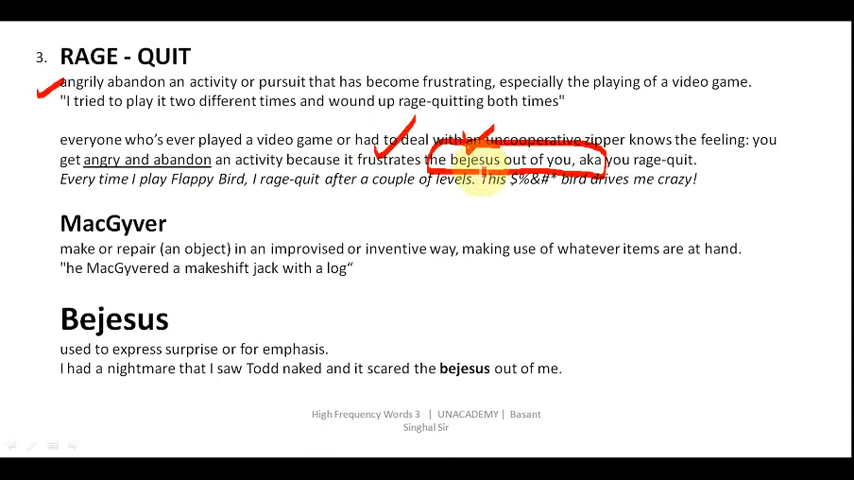 3. RAGE - QUIT
angrily abandon an activity or pursuit that has become frustrating, especially the playing of a video game.
"I tried to play it two different times and wound up rage-quitting both times"
everyone who's ever played a video game or had to deal with an uncooperative zipper knows the feeling: you
get angry and abandon an activity because it frustrates the bejesus out of you, aka you rage-quit.
Every time I play Flappy Bird, I rage-quit after a couple of levels. This $%&#* bird drives me crazy!
MacGyver
make or repair (an object) in an improvised or inventive way, making use of whatever items are at hand.
"he MacGyvered a makeshift jack with a log“
Bejesus
used to express surprise or for emphasis.
I had a nightmare that I saw Todd naked and it scared the bejesus out of me.
High Frequency Words 3 | UNACADEMY | Basant
Singhal Sir